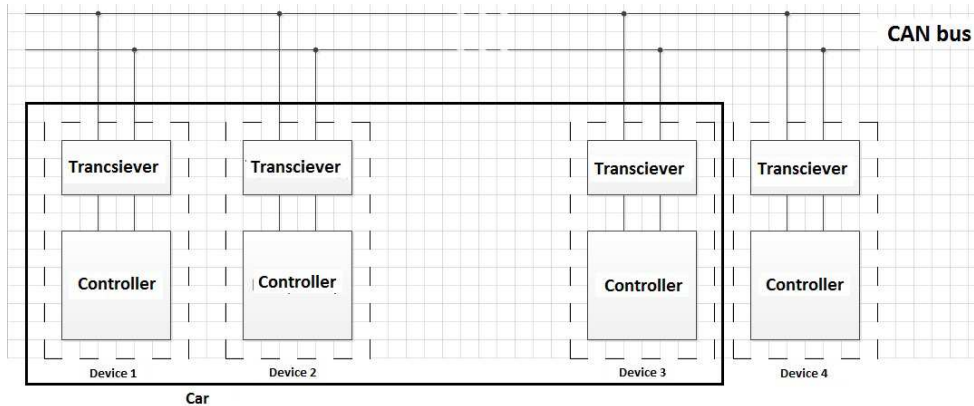 CAN bus
Trancsiever
Transciever
Transciever
Transciever
Controller
Controller
Controller
Controller
Device 1
Device 2
Device 3
Device 4
Car